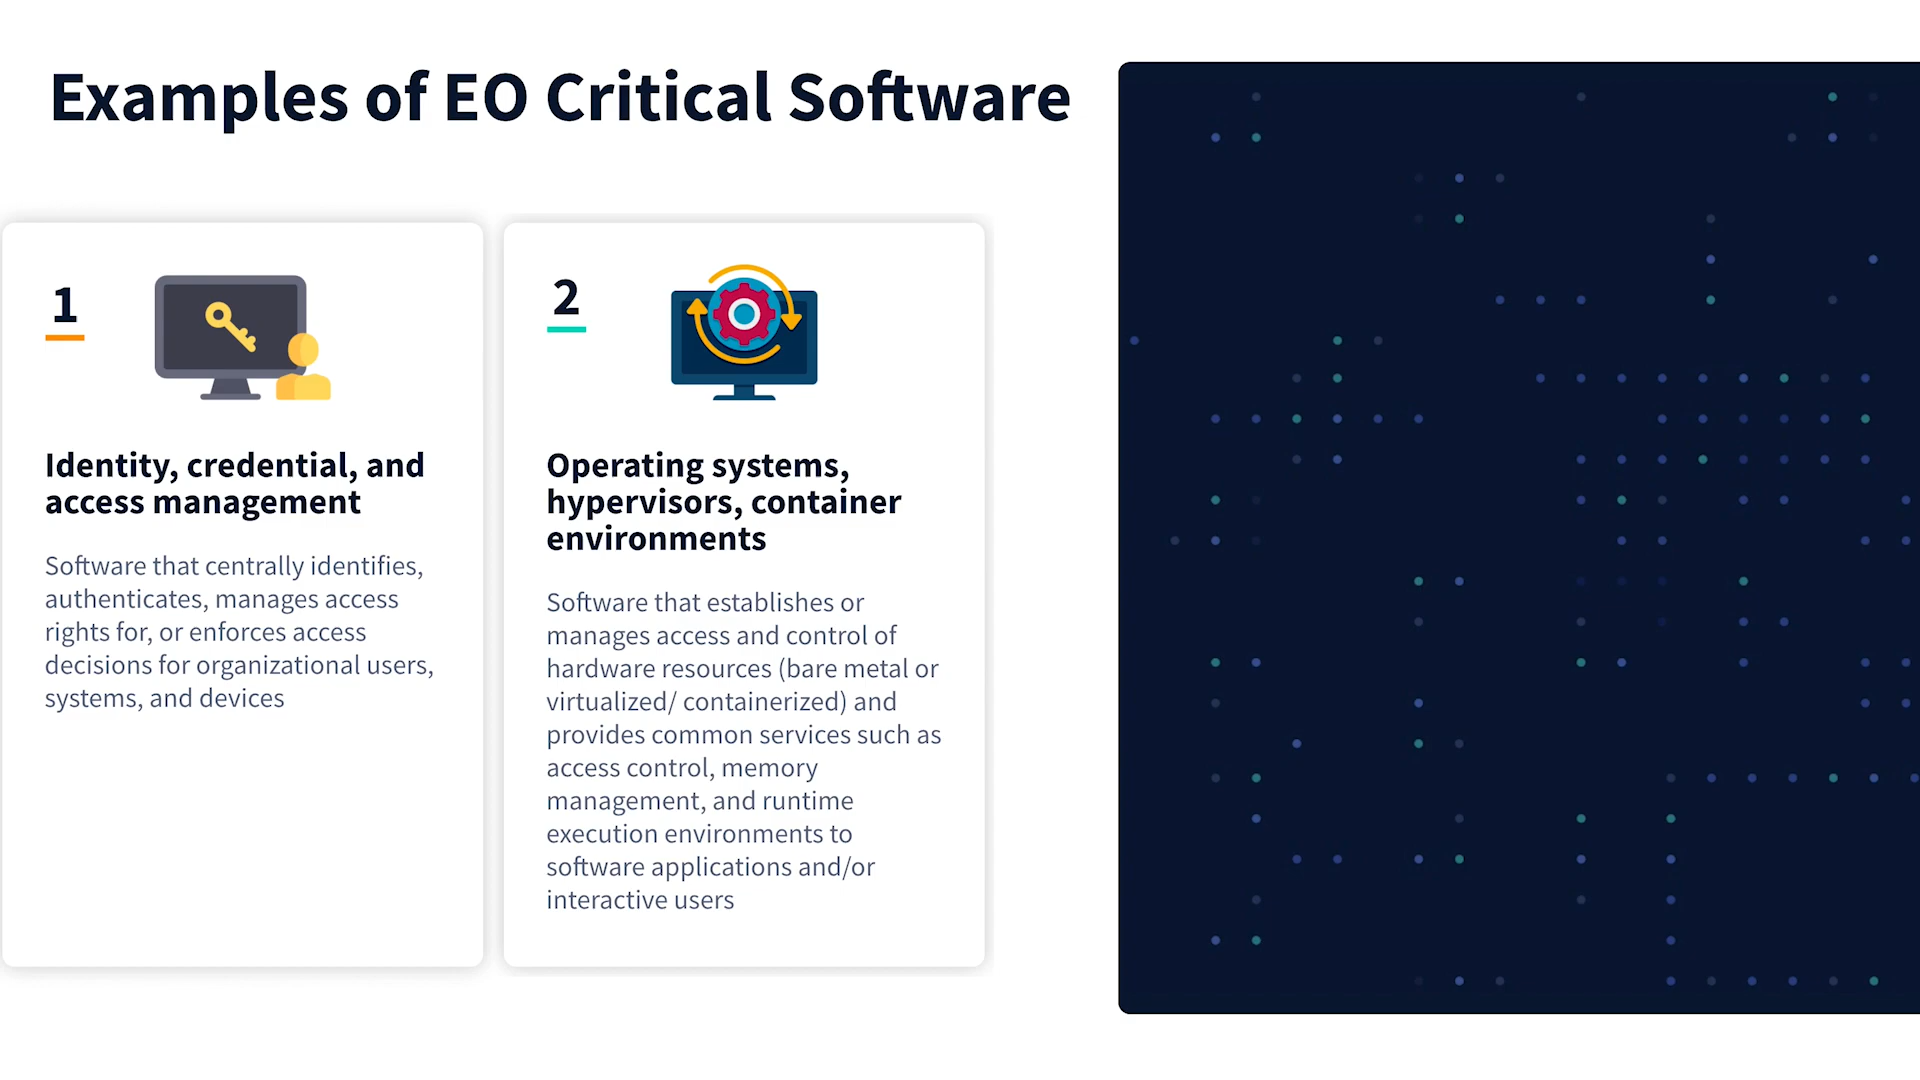 Examples of EO Critical Software
1
Identity, credential, and
access management
Software that centrally identifies,
authenticates, manages access
rights for, or enforces access
decisions for organizational users,
systems, and devices
2
Operating systems,
hypervisors, container
environments
Software that establishes or
manages access and control of
hardware resources (bare metal or
virtualized/ containerized) and
provides common services such as
access control, memory
management, and runtime
execution environments to
software applications and/or
interactive users